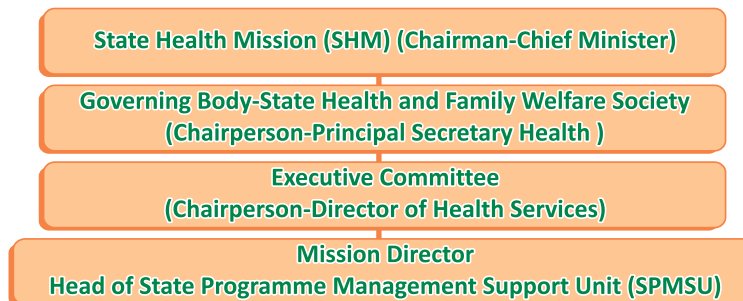 State Health Mission (SHM) (Chairman-Chief Minister)
Governing Body-State Health and Family Welfare Society
(Chairperson-Principal Secretary Health )
Executive Committee
(Chairperson-Director of Health Services)
Mission Director
Head of State Programme Management Support Unit (SPMSU)